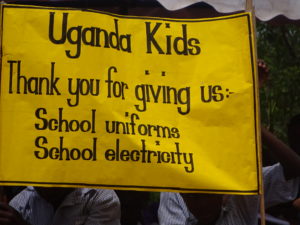 Uganda Kids
Thank you for giving us:-
School uniforms
School electricity